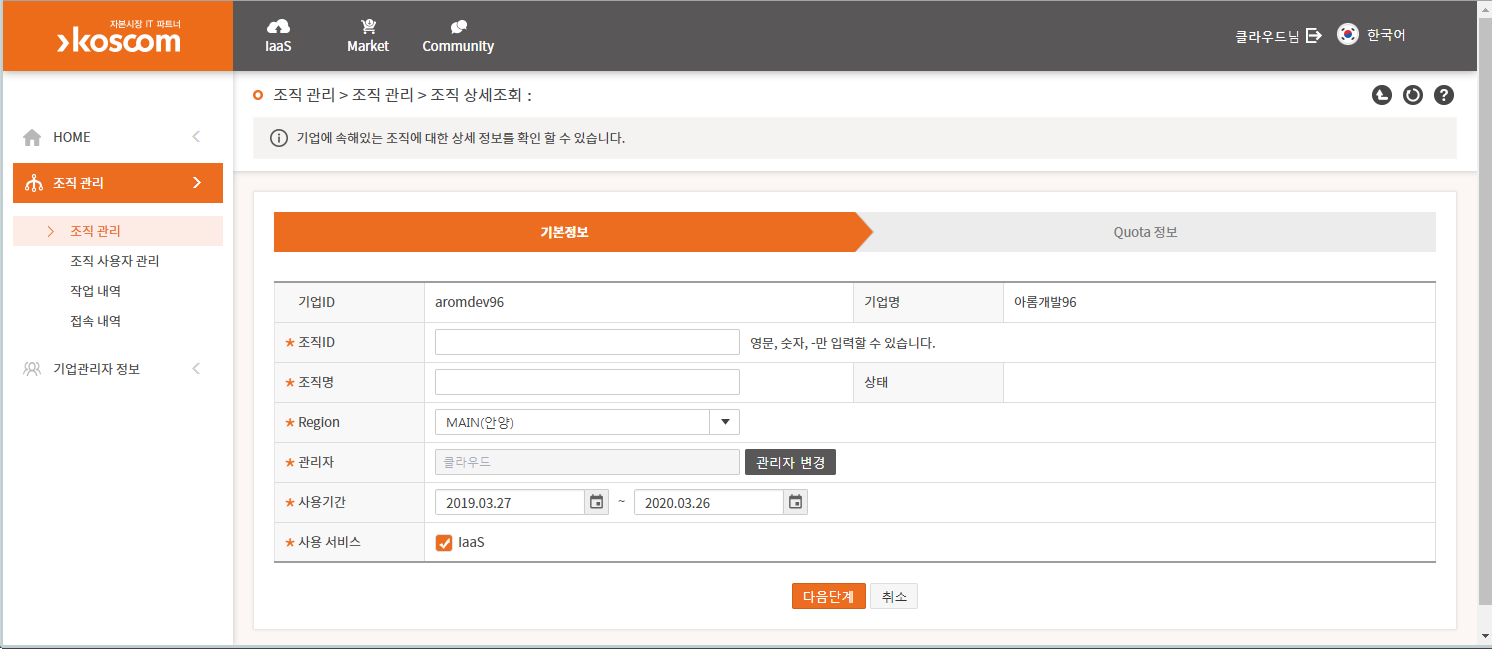 자본시장 IT 파트너
koscom
IaaS
Market
Community
클라우드님
한국어
HOME
조직 관리
조직 관리
조직 사용자 관리
작업 내역
접속 내역
기업관리자 정보
조직 관리 > 조직 관리 > 조직 상세조회 :
기업에 속해있는 조직에 대한 상세 정보를 확인 할 수 있습니다.
기본정보
Quota 정보
기업ID aromdev96 기업명 아롬개발96
★ 조직ID 영문, 숫자, -만 입력할 수 있습니다.
★ 조직명 상태
★ Region MAIN(안양)
★ 관리자 클라우드 관리자 변경
★ 사용기간 2019.03.27 ~ 2020.03.26
★ 사용 서비스 IaaS
다음단계 취소